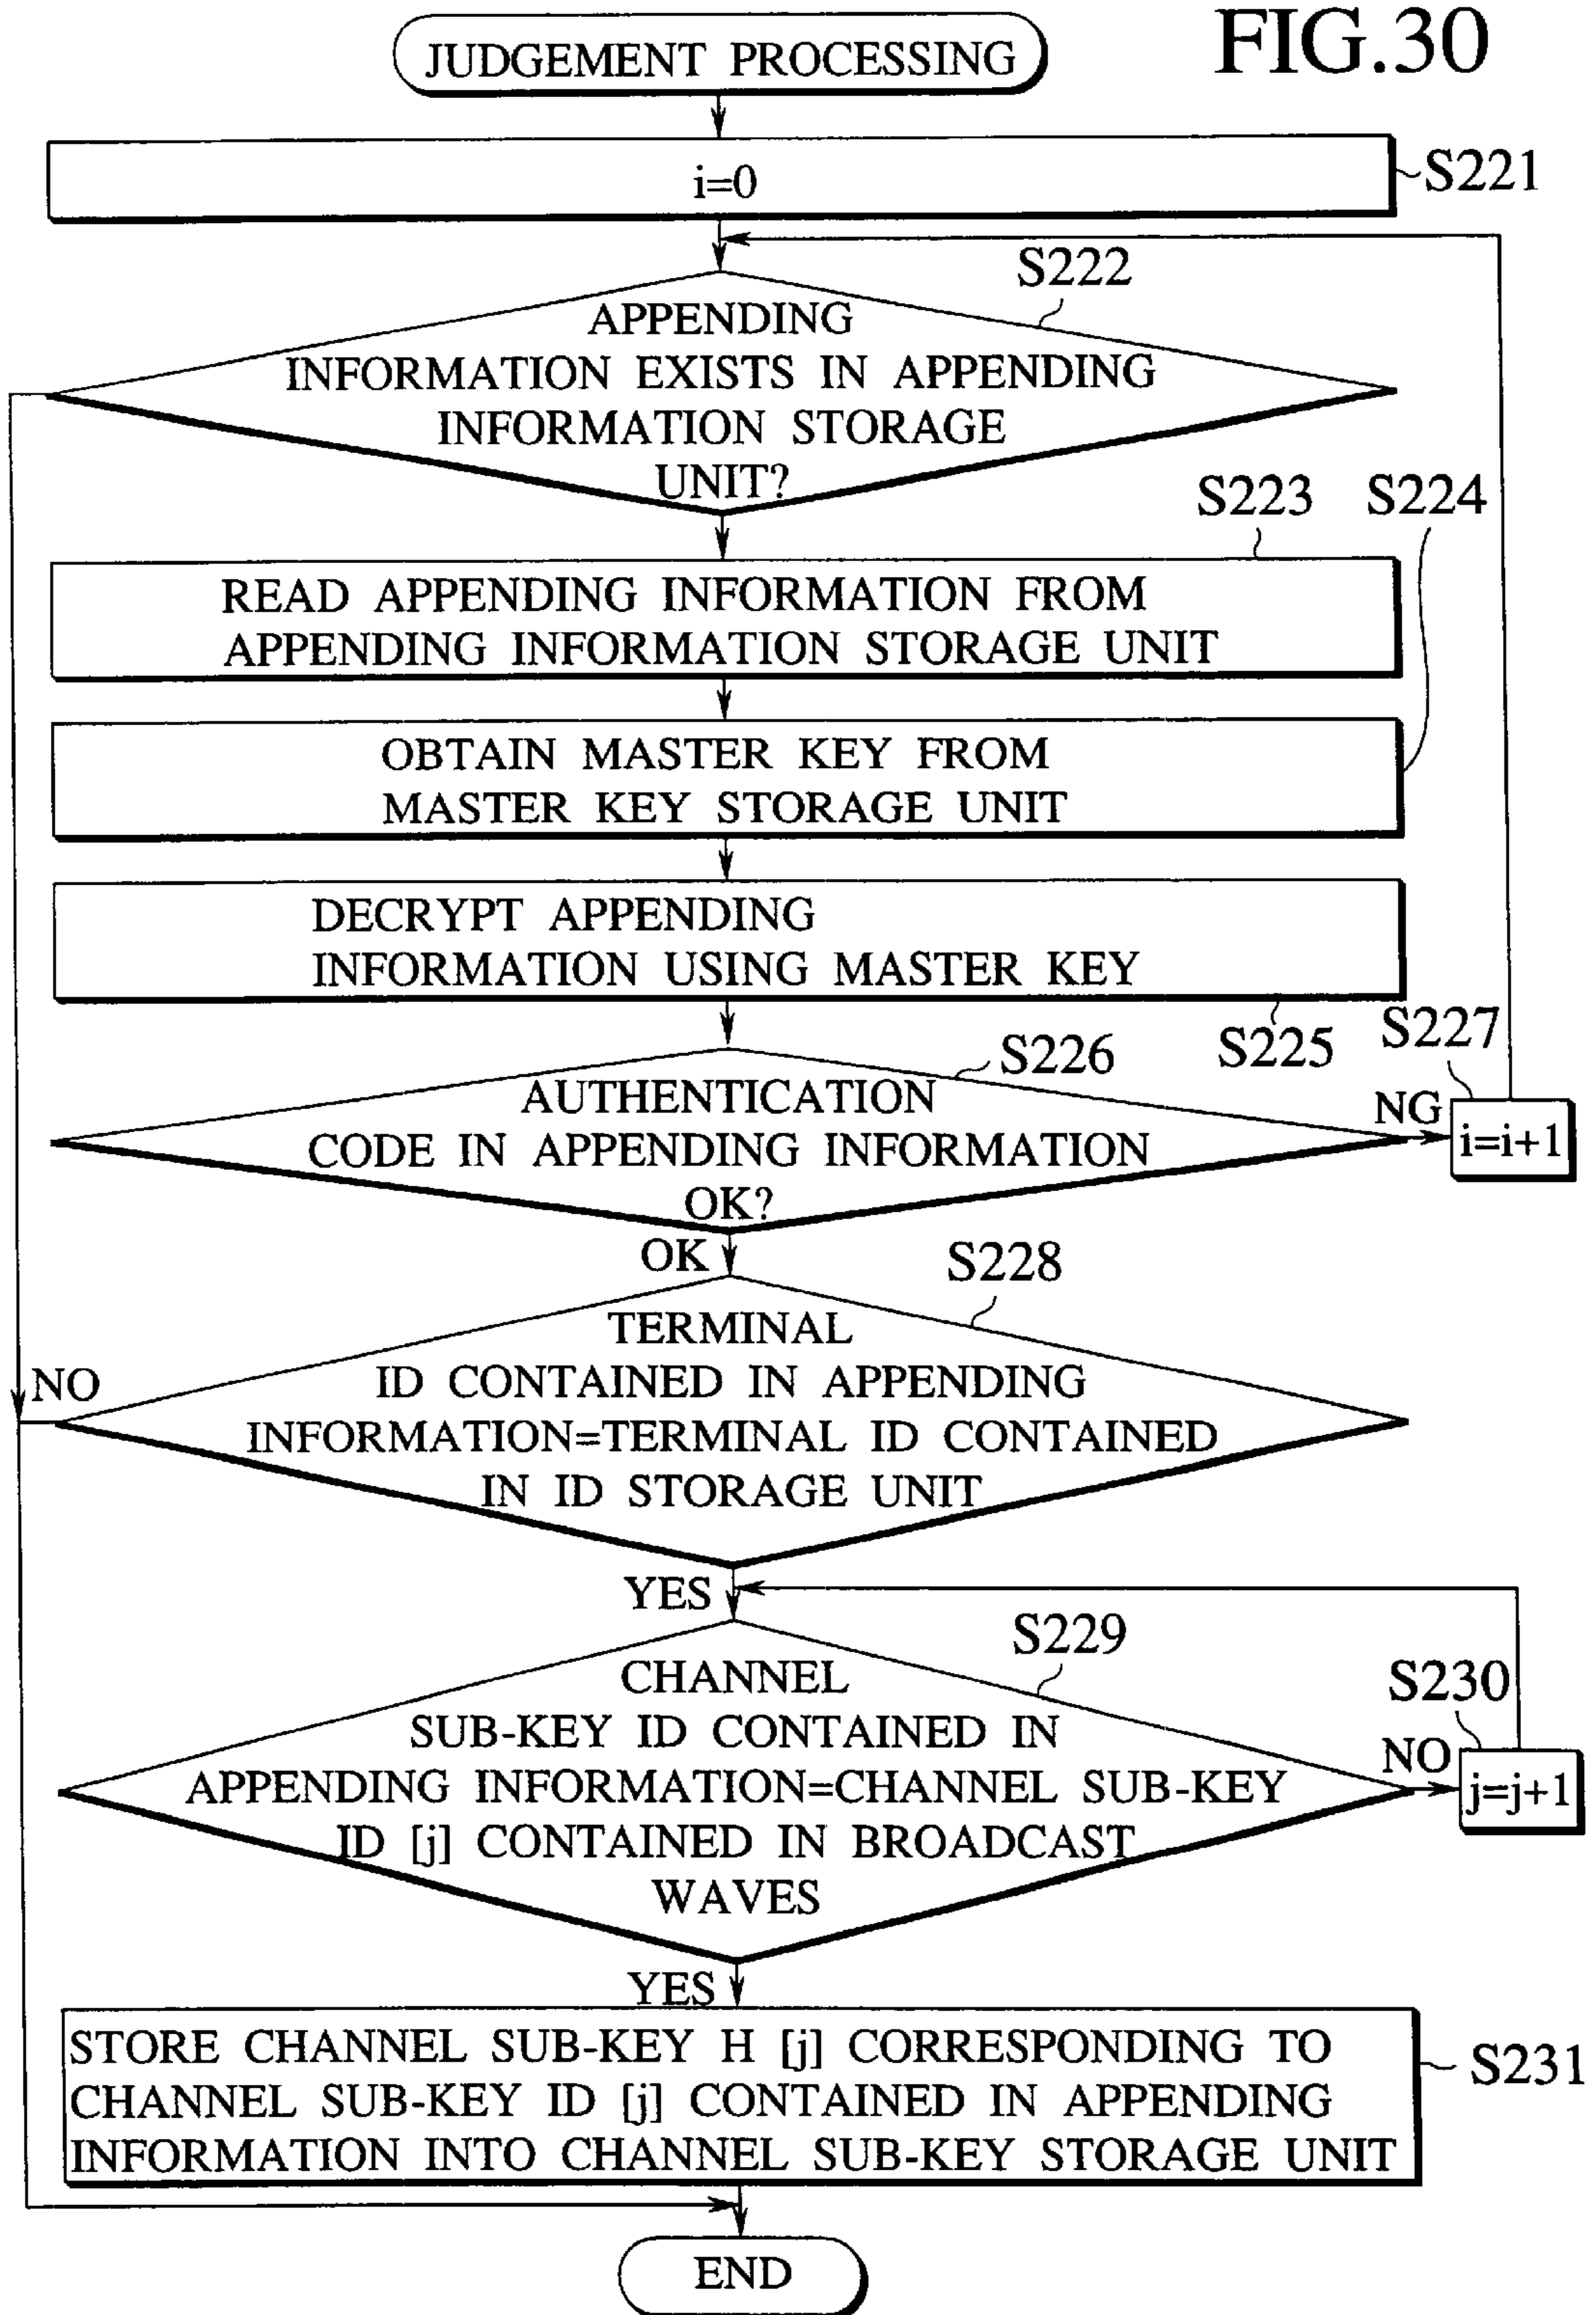 FIG.30
JUDGEMENT PROCESSING
i=0
S221
S222
APPENDING
INFORMATION EXISTS IN APPENDING
INFORMATION STORAGE
UNIT?
S223
S224
READ APPENDING INFORMATION FROM
APPENDING INFORMATION STORAGE UNIT
OBTAIN MASTER KEY FROM
MASTER KEY STORAGE UNIT
DECRYPT APPENDING
INFORMATION USING MASTER KEY
S225
S226
S227
AUTHENTICATION
CODE IN APPENDING INFORMATION
OK?
NG
i=i+1
OK
S228
TERMINAL
ID CONTAINED IN APPENDING
INFORMATION=TERMINAL ID CONTAINED
IN ID STORAGE UNIT
NO
YES
S229
CHANNEL
SUB-KEY ID CONTAINED IN
APPENDING INFORMATION=CHANNEL SUB-KEY
ID [j] CONTAINED IN BROADCAST
WAVES
S230
NO
j=j+1
YES
STORE CHANNEL SUB-KEY H [j] CORRESPONDING TO
CHANNEL SUB-KEY ID [j] CONTAINED IN APPENDING
INFORMATION INTO CHANNEL SUB-KEY STORAGE UNIT
S231
END